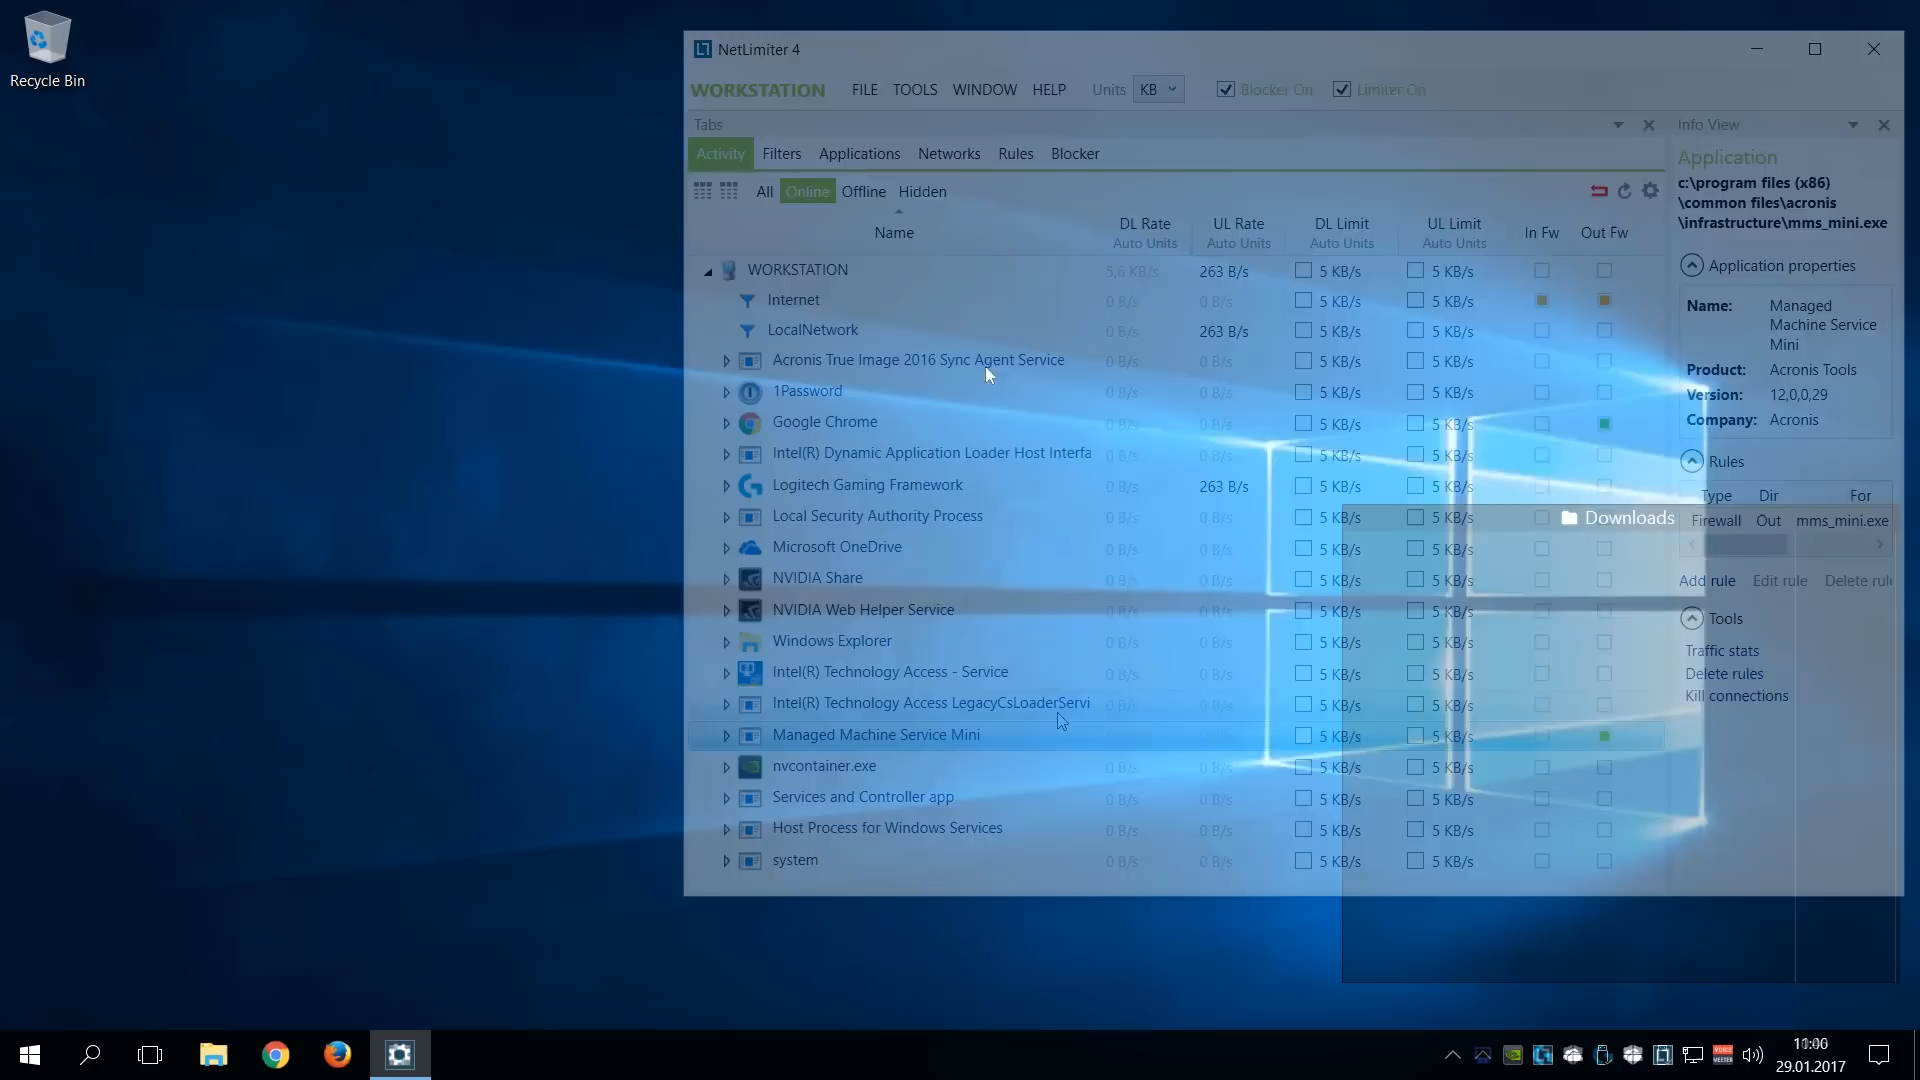 Recycle Bin
NetLimiter 4
WORKSTATION FILE TOOLS WINDOW HELP Units KB Blocker On Limiter On
Tabs
Activity Filters Applications Networks Rules Blocker
All Online Offline Hidden
Name DL Rate UL Rate DL Limit UL Limit In Fw Out Fw
Auto Units Auto Units Auto Units Auto Units
WORKSTATION 5,6 KB/s 263 B/s 5 KB/s 5 KB/s
Internet 0 B/s 0 B/s 5 KB/s 5 KB/s
LocalNetwork 0 B/s 263 B/s 5 KB/s 5 KB/s
Acronis True Image 2016 Sync Agent Service 0 B/s 0 B/s 5 KB/s 5 KB/s
1Password 0 B/s 0 B/s 5 KB/s 5 KB/s
Google Chrome 0 B/s 0 B/s 5 KB/s 5 KB/s
Intel(R) Dynamic Application Loader Host Interfa 0 B/s 0 B/s 5 KB/s 5 KB/s
Logitech Gaming Framework 0 B/s 263 B/s 5 KB/s 5 KB/s
Local Security Authority Process 0 B/s 0 B/s 5 KB/s 5 KB/s
Microsoft OneDrive 0 B/s 0 B/s 5 KB/s 5 KB/s
NVIDIA Share 0 B/s 0 B/s 5 KB/s 5 KB/s
NVIDIA Web Helper Service 0 B/s 0 B/s 5 KB/s 5 KB/s
Windows Explorer 0 B/s 0 B/s 5 KB/s 5 KB/s
Intel(R) Technology Access - Service 0 B/s 0 B/s 5 KB/s 5 KB/s
Intel(R) Technology Access LegacyCsLoaderServi 0 B/s 0 B/s 5 KB/s 5 KB/s
Managed Machine Service Mini 5 KB/s 5 KB/s
nvcontainer.exe 0 B/s 0 B/s 5 KB/s 5 KB/s
Services and Controller app 0 B/s 0 B/s 5 KB/s 5 KB/s
Host Process for Windows Services 0 B/s 0 B/s 5 KB/s 5 KB/s
system 0 B/s 0 B/s 5 KB/s 5 KB/s
Info View
Application
c:\program files (x86)
\common files\acronis
\infrastructure\mms_mini.exe
Application properties
Name: Managed
Machine Service
Mini
Product: Acronis Tools
Version: 12,0,0,29
Company: Acronis
Rules
Type Dir For
Firewall Out mms_mini.exe
Add rule Edit rule Delete rule
Tools
Traffic stats
Delete rules
Kill connections
Downloads
VOICE
MEETER
29.01.2017